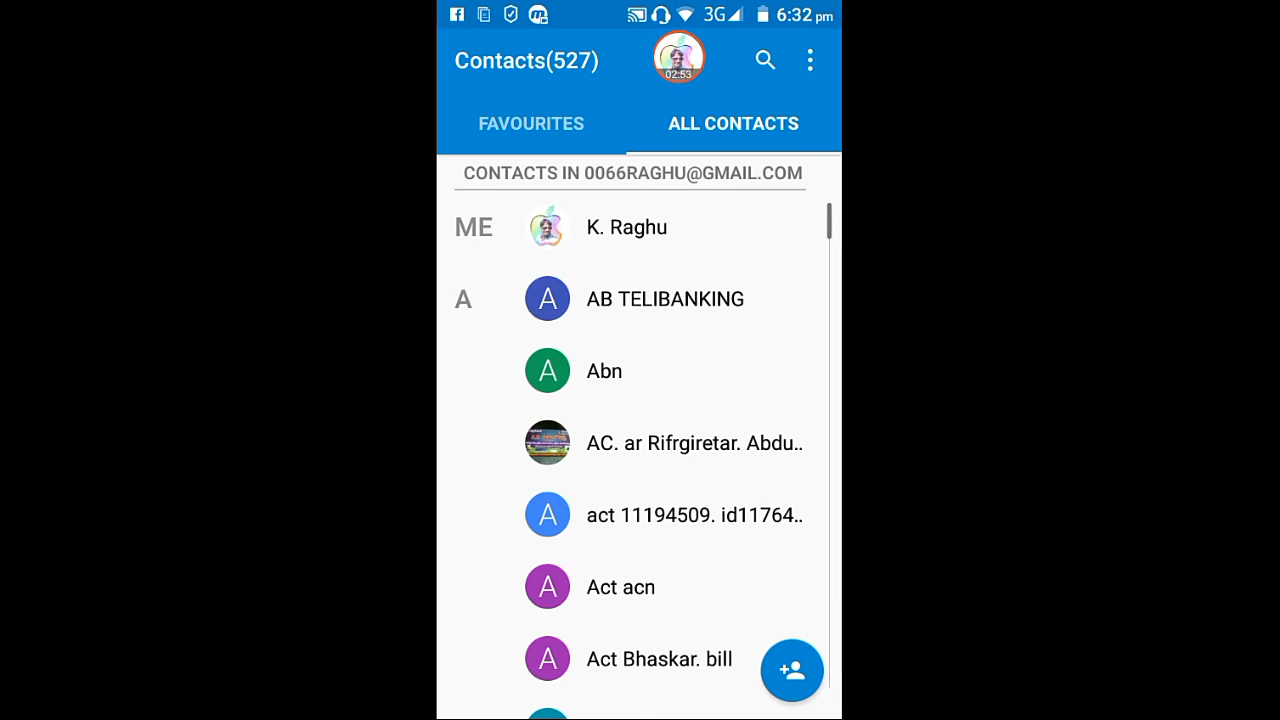 3G 6:32 pm
Contacts(527)
02:53
FAVOURITES ALL CONTACTS
CONTACTS IN 0066RAGHU@GMAIL.COM
ME K. Raghu
A A AB TELIBANKING
A Abn
AC. ar Rifrgiretar. Abdu..
A act 11194509. id11764..
A Act acn
A Act Bhaskar. bill